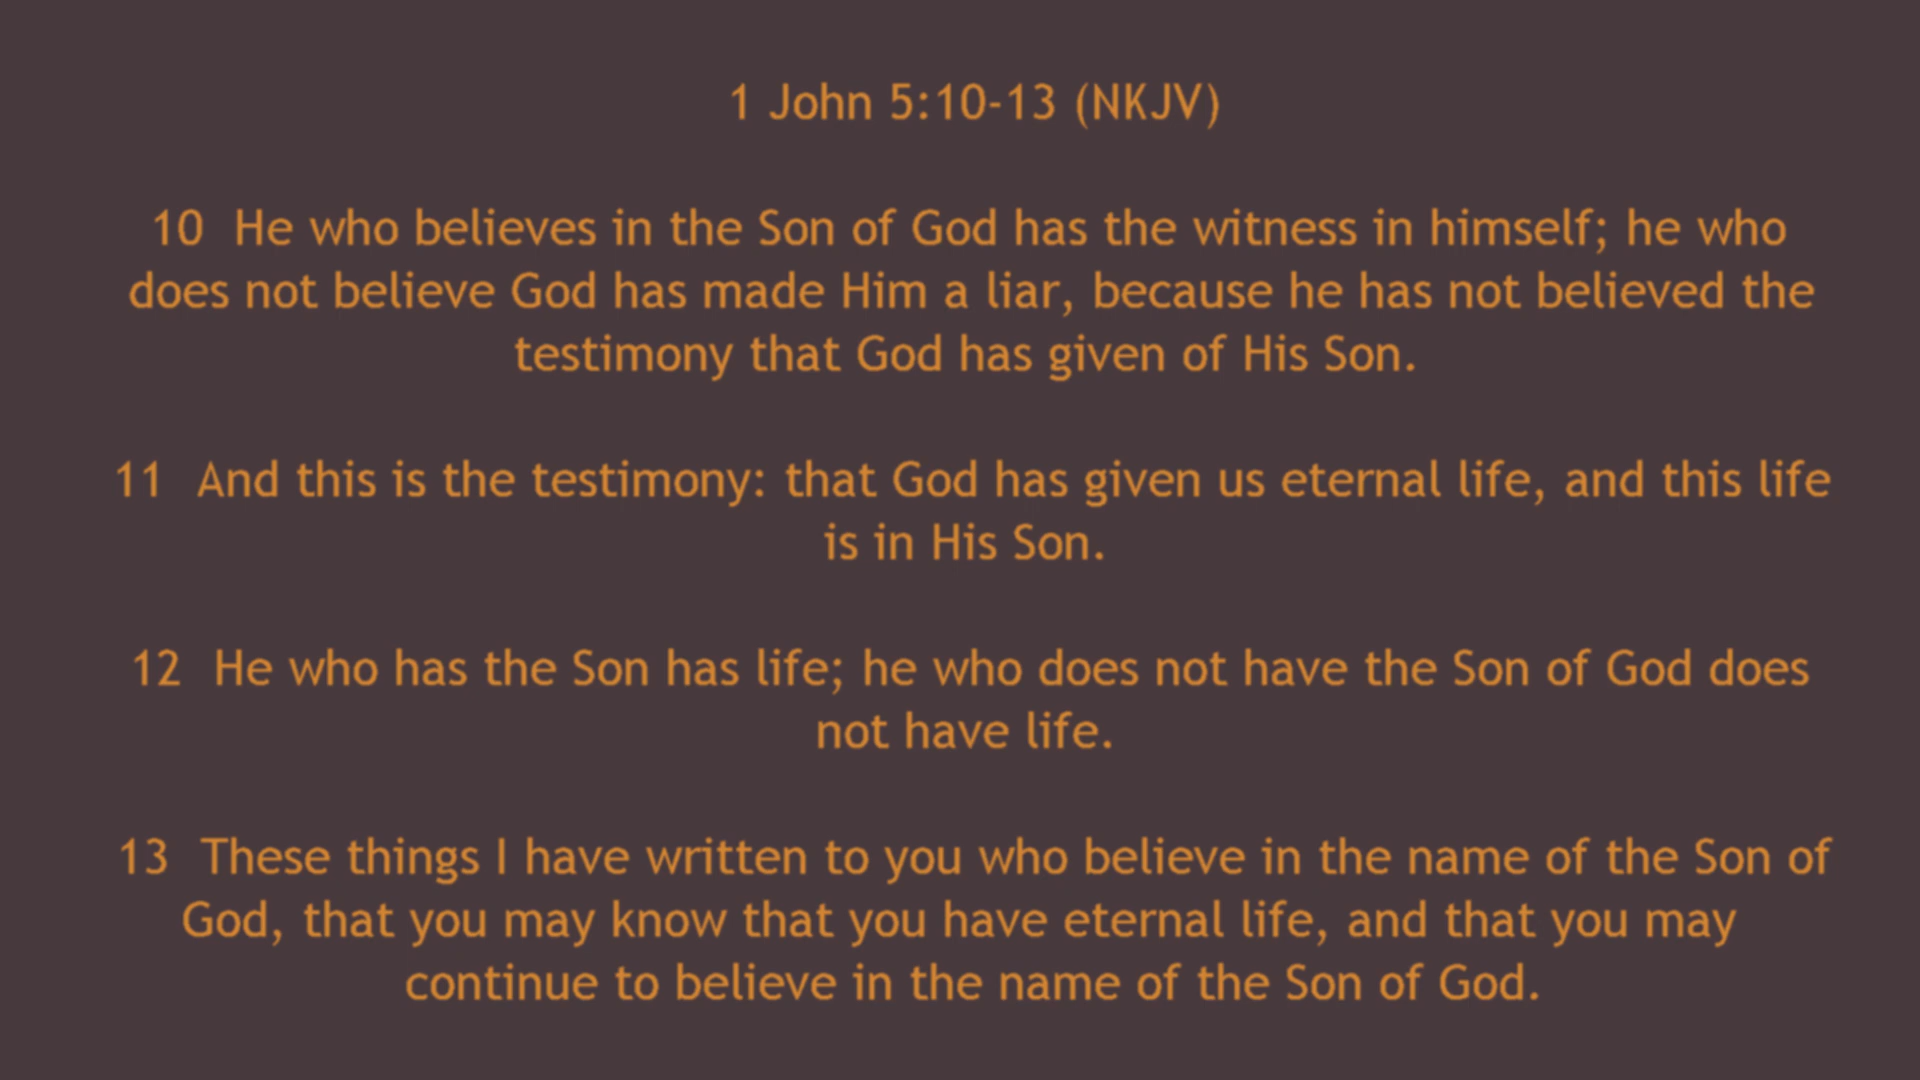 1 John 5:10-13 (NKJV)
10 He who believes in the Son of God has the witness in himself; he who
does not believe God has made Him a liar, because he has not believed the
testimony that God has given of His Son.
11 And this is the testimony: that God has given us eternal life, and this life
is in His Son.
12 He who has the Son has life; he who does not have the Son of God does
not have life.
13 These things I have written to you who believe in the name of the Son of
God, that you may know that you have eternal life, and that you may
continue to believe in the name of the Son of God.